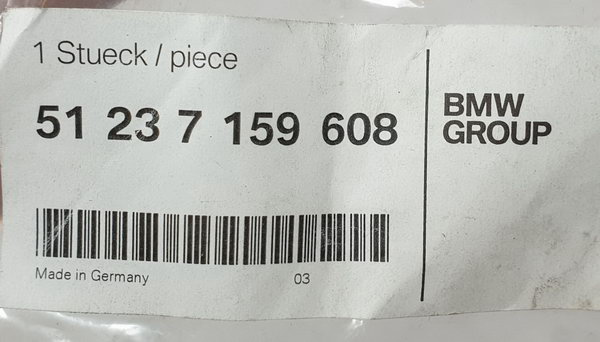 1 Stueck / piece
51 23 7 159 608
BMW
GROUP
Made in Germany
03